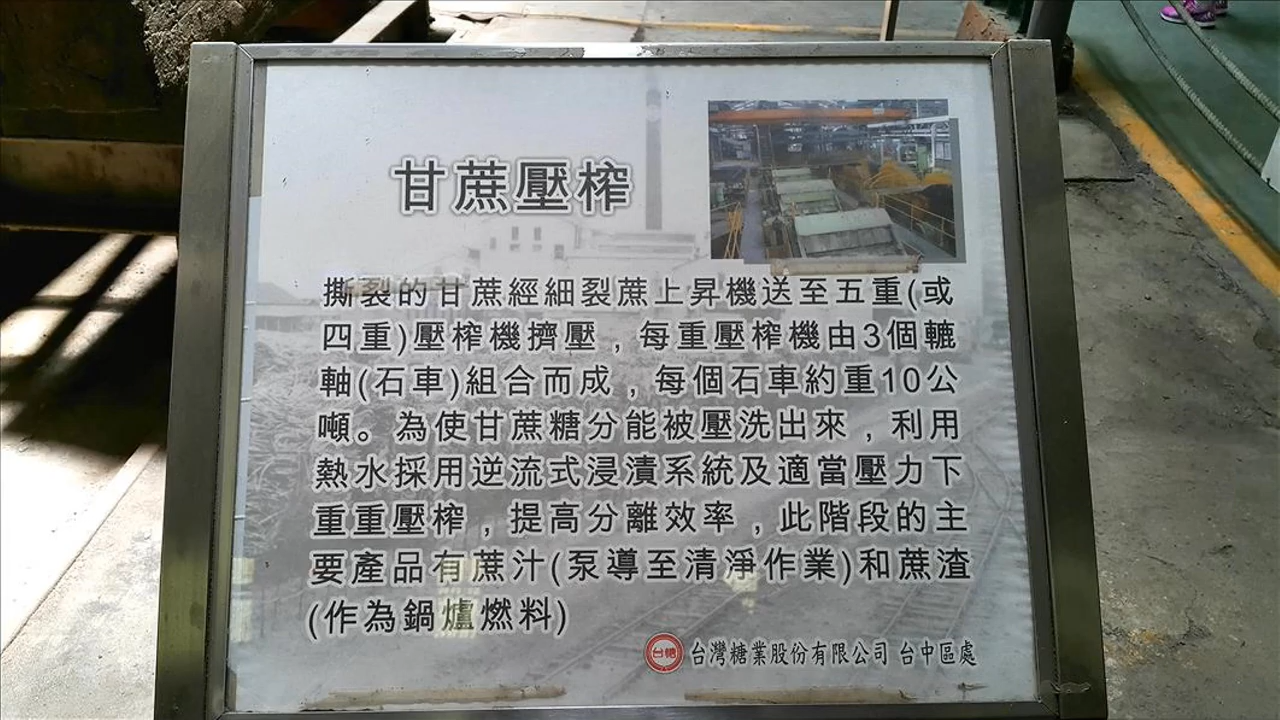 甘蔗壓榨
撕裂的甘蔗經細裂蔗上昇機送至五重(或
四重)壓榨機擠壓，每重壓榨機由3個轆
軸(石車)組合而成，每個石車約重10公
噸。為使甘蔗糖分能被壓洗出來，利用
熱水採用逆流式浸漬系統及適當壓力下
重重壓榨，提高分離效率，此階段的主
要產品有蔗汁(泵導至清淨作業)和蔗渣
(作為鍋爐燃料)
台糖 台灣糖業股份有限公司 台中區處